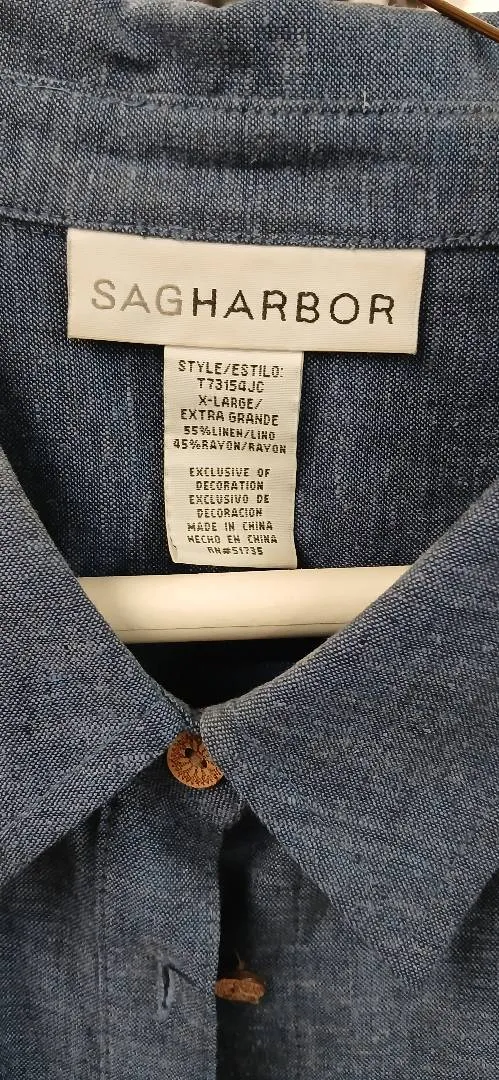 SAGHARBOR
STYLE/ESTILO:
T73154JC
X-LARGE/
EXTRA GRANDE
55%LINEN/LINO
45%RAYON/RAYON
EXCLUSIVE OF
DECORATION
EXCLUSIVO DE
DECORACION
MADE IN CHINA
HECHO EN CHINA
RN#51735